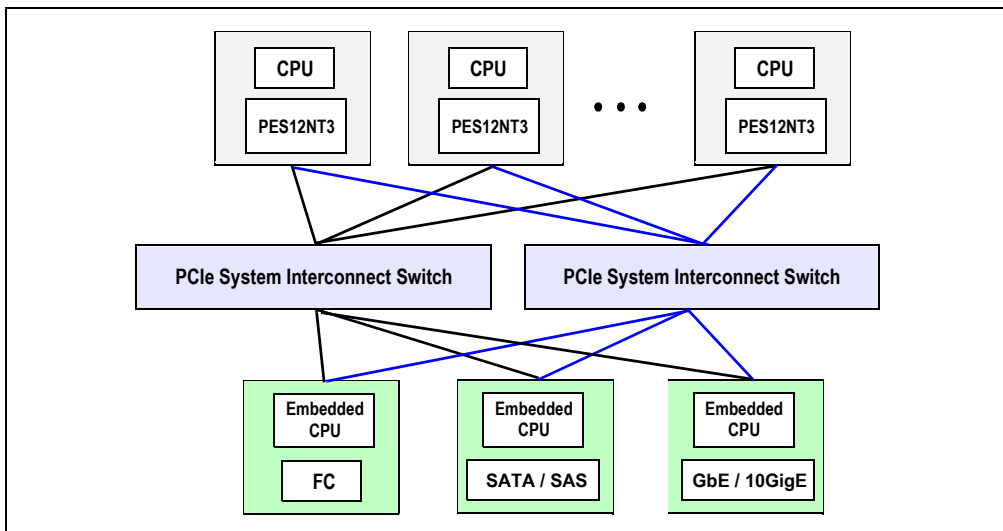 CPU
CPU
CPU
PES12NT3
PES12NT3
PES12NT3
PCIe System Interconnect Switch
PCIe System Interconnect Switch
Embedded
CPU
Embedded
CPU
Embedded
CPU
FC
SATA / SAS
GbE / 10GigE